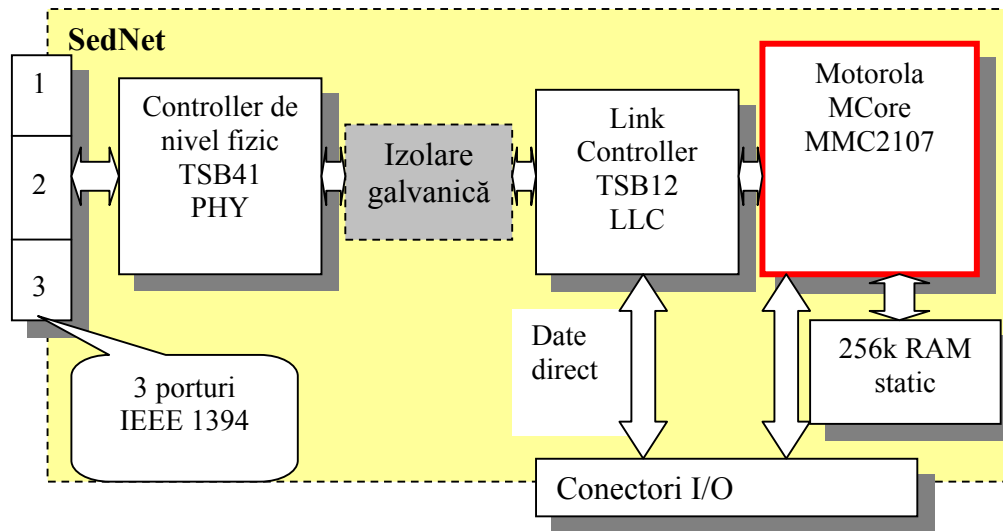 SedNet
1
2
3
Controller de
nivel fizic
TSB41
PHY
Izolare
galvanică
Link
Controller
TSB12
LLC
Motorola
MCore
MMC2107
Date
direct
256k RAM
static
3 porturi
IEEE 1394
Conectori I/O